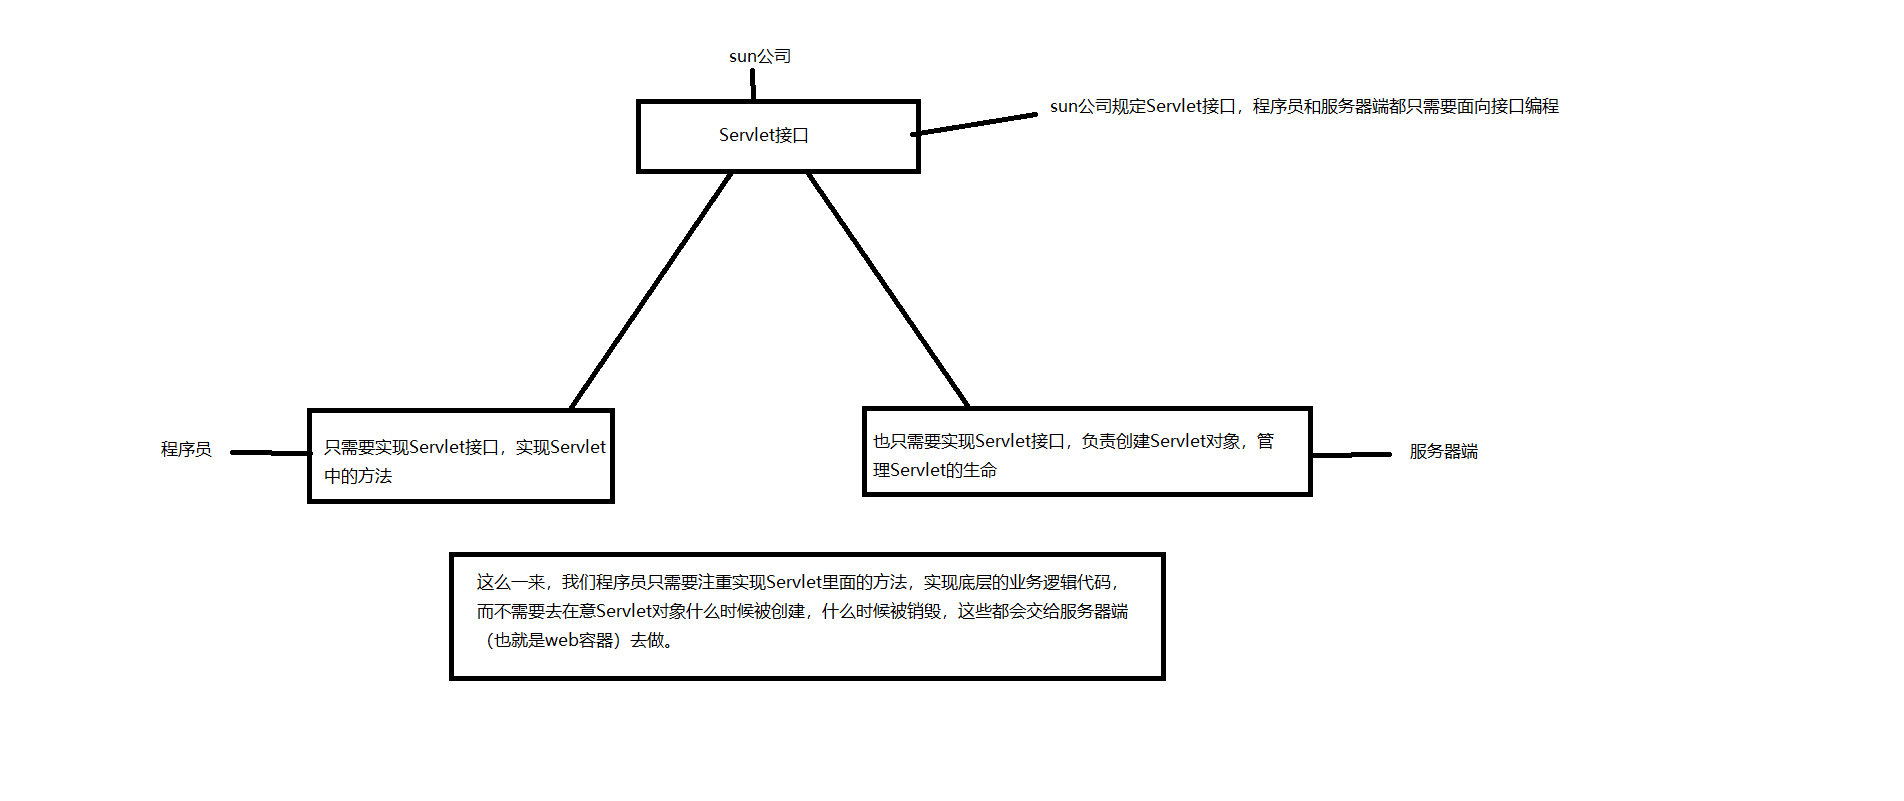 sun公司
Servlet接口
sun公司规定Servlet接口，程序员和服务器端都只需要面向接口编程
程序员
只需要实现Servlet接口，实现Servlet
中的方法
也只需要实现Servlet接口，负责创建Servlet对象，管
理Servlet的生命
服务器端
这么一来，我们程序员只需要注重实现Servlet里面的方法，实现底层的业务逻辑代码，
而不需要去在意Servlet对象什么时候被创建，什么时候被销毁，这些都会交给服务器端
（也就是web容器）去做。